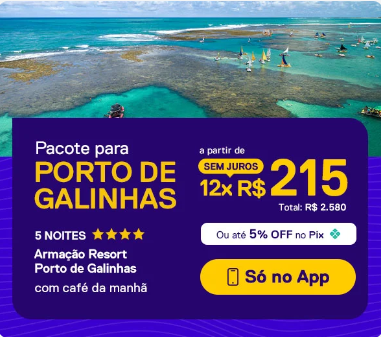 Pacote para
PORTO DE
GALINHAS
5 NOITES
Armação Resort
Porto de Galinhas
com café da manhã
a partir de
SEM JUROS
12x R$ 215
Total: R$ 2.580
Ou até 5% OFF no Pix
Só no App